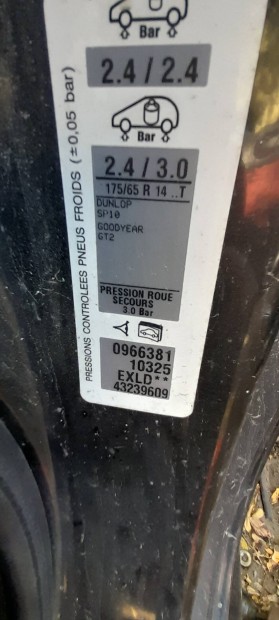 Bar
2.4 / 2.4
Bar
2.4 / 3.0
175/65 R 14 ..T
DUNLOP
SP10
GOODYEAR
GT2
PRESSION ROUE
SECOURS
3.0 Bar
0966381
10325
EXLD**
43239609
PRESSIONS CONTROLEES PNEUS FROIDS (±0,05 bar)